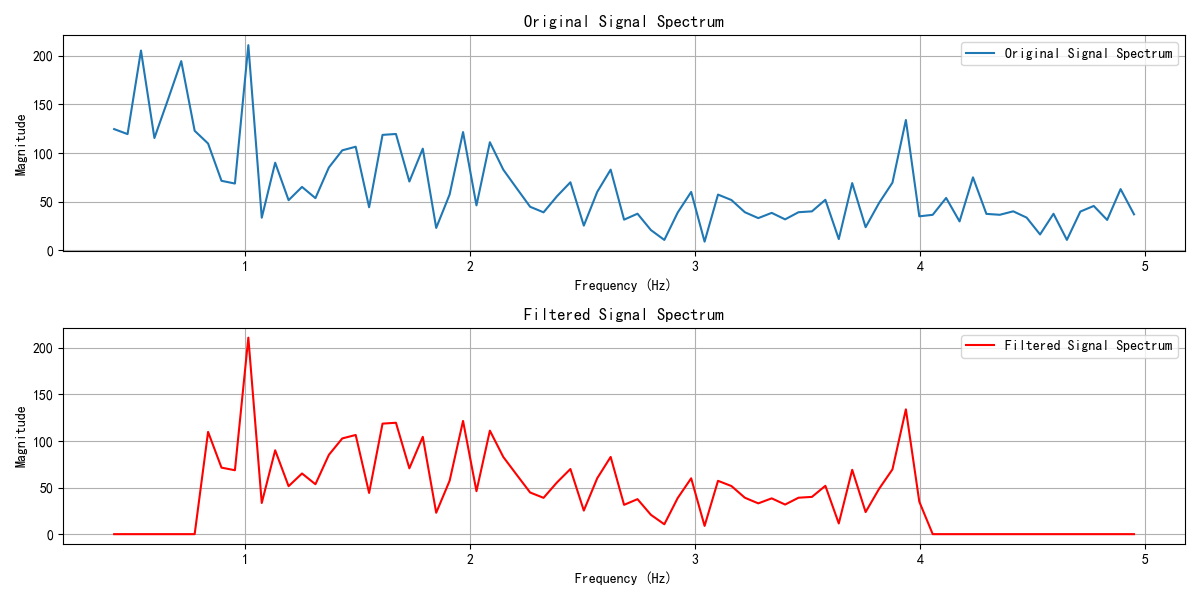 Original Signal Spectrum
Original Signal Spectrum
Magnitude
200
150
100
50
0
1 2 3 4 5
Frequency (Hz)
Filtered Signal Spectrum
Filtered Signal Spectrum
Magnitude
200
150
100
50
0
1 2 3 4 5
Frequency (Hz)